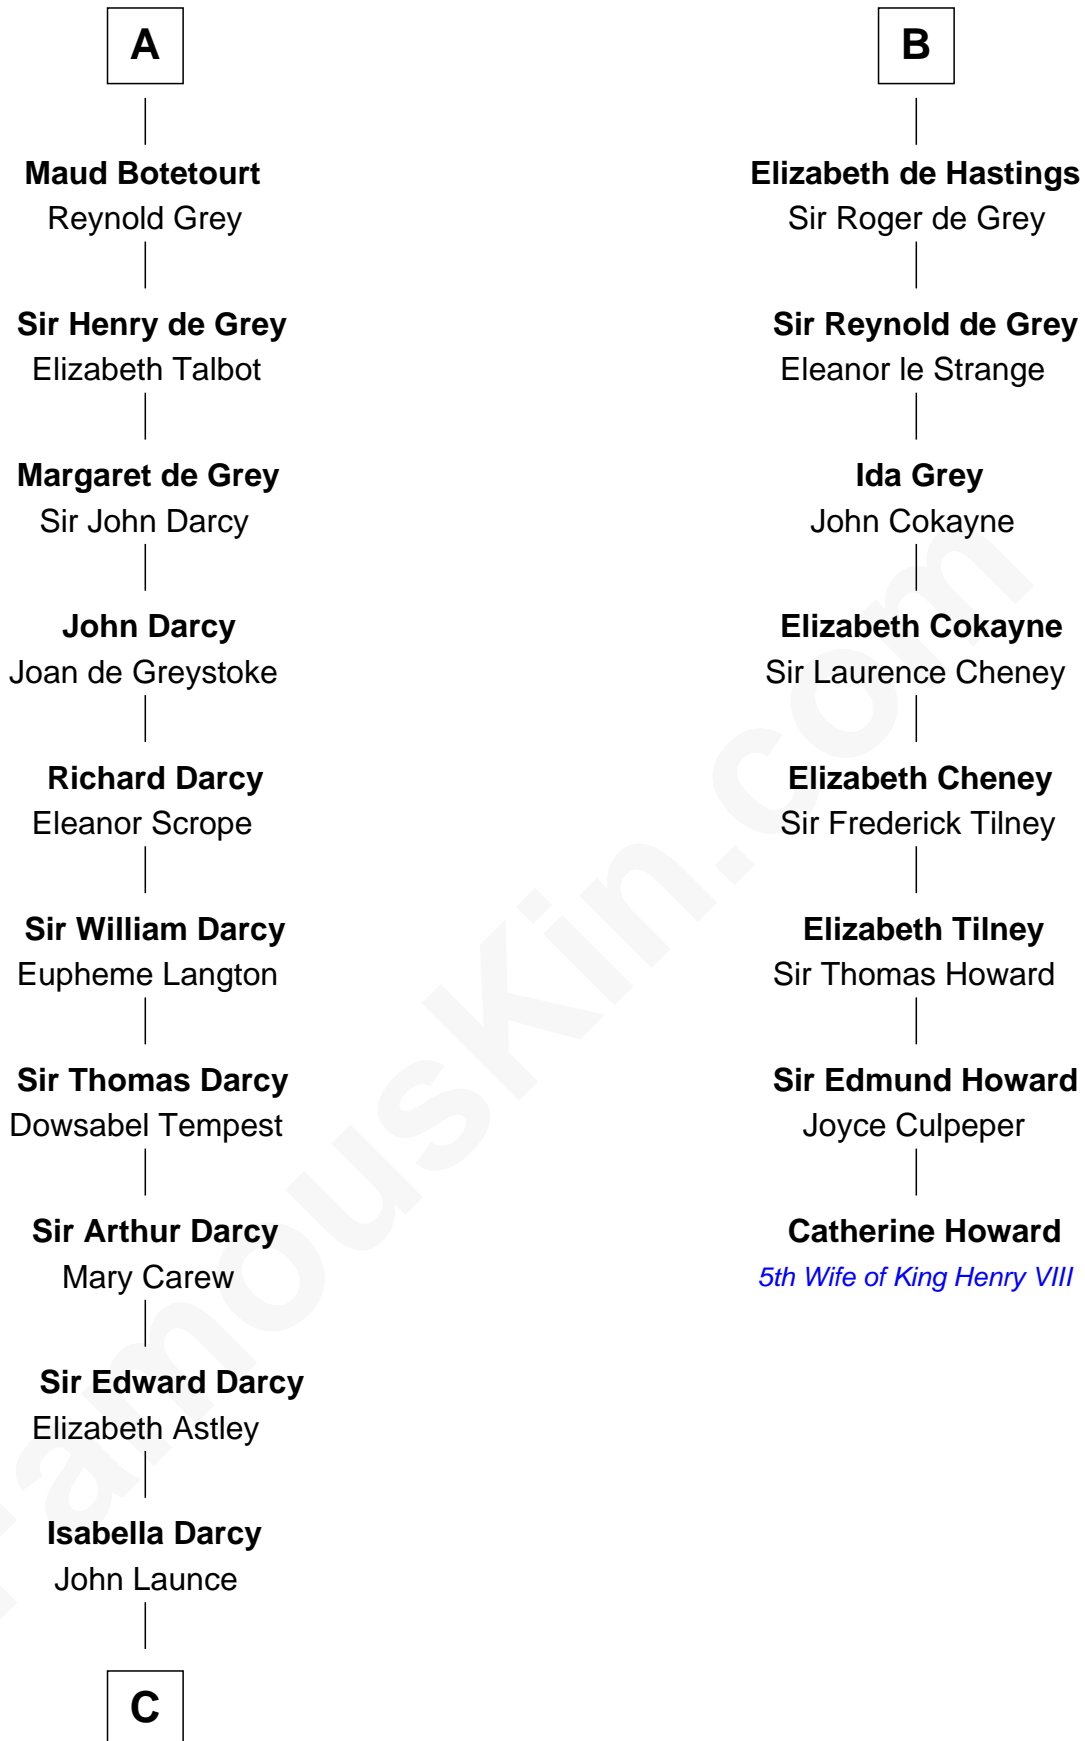 A
Maud Botetourt
Reynold Grey
Sir Henry de Grey
Elizabeth Talbot
Margaret de Grey
Sir John Darcy
John Darcy
Joan de Greystoke
Richard Darcy
Eleanor Scrope
Sir William Darcy
Eupheme Langton
Sir Thomas Darcy
Dowsabel Tempest
Sir Arthur Darcy
Mary Carew
Sir Edward Darcy
Elizabeth Astley
Isabella Darcy
John Launce
C
B
Elizabeth de Hastings
Sir Roger de Grey
Sir Reynold de Grey
Eleanor le Strange
Ida Grey
John Cokayne
Elizabeth Cokayne
Sir Laurence Cheney
Elizabeth Cheney
Sir Frederick Tilney
Elizabeth Tilney
Sir Thomas Howard
Sir Edmund Howard
Joyce Culpeper
Catherine Howard
5th Wife of King Henry VIII
FamousKin.com